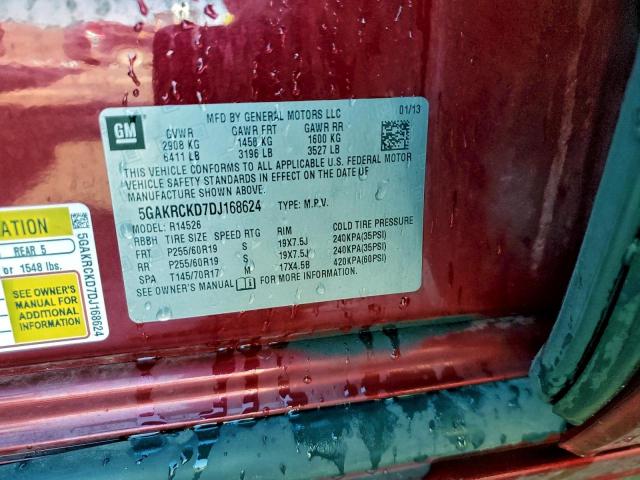 MFD BY GENERAL MOTORS LLC 01/13
GM
GVWR GAWR FRT GAWR RR
2908 KG 1458 KG 1600 KG
6411 LB 3196 LB 3527 LB
THIS VEHICLE CONFORMS TO ALL APPLICABLE U.S. FEDERAL MOTOR
VEHICLE SAFETY STANDARDS IN EFFECT ON THE DATE OF
MANUFACTURE SHOWN ABOVE.
5GAKRCKD7DJ168624 TYPE: M.P.V.
MODEL: R14526
RBBH TIRE SIZE SPEED RTG RIM COLD TIRE PRESSURE
FRT P255/60R19 S 19X7.5J 240KPA(35PSI)
RR P255/60R19 S 19X7.5J 240KPA(35PSI)
SPA T145/70R17 M 17X4.5B 420KPA(60PSI)
SEE OWNER'S MANUAL FOR MORE INFORMATION.
ATION
REAR 5
or 1548 lbs.
SEE OWNER'S
MANUAL FOR
ADDITIONAL
INFORMATION
5GAKRCKD7DJ168624